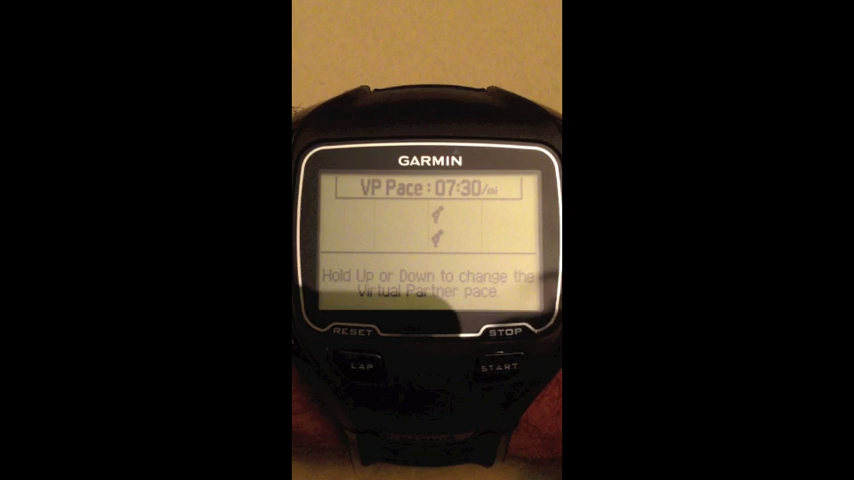 GARMIN
VP Pace : 07:30/mi
Hold Up or Down to change the
Virtual Partner pace.
RESET STOP
LAP START